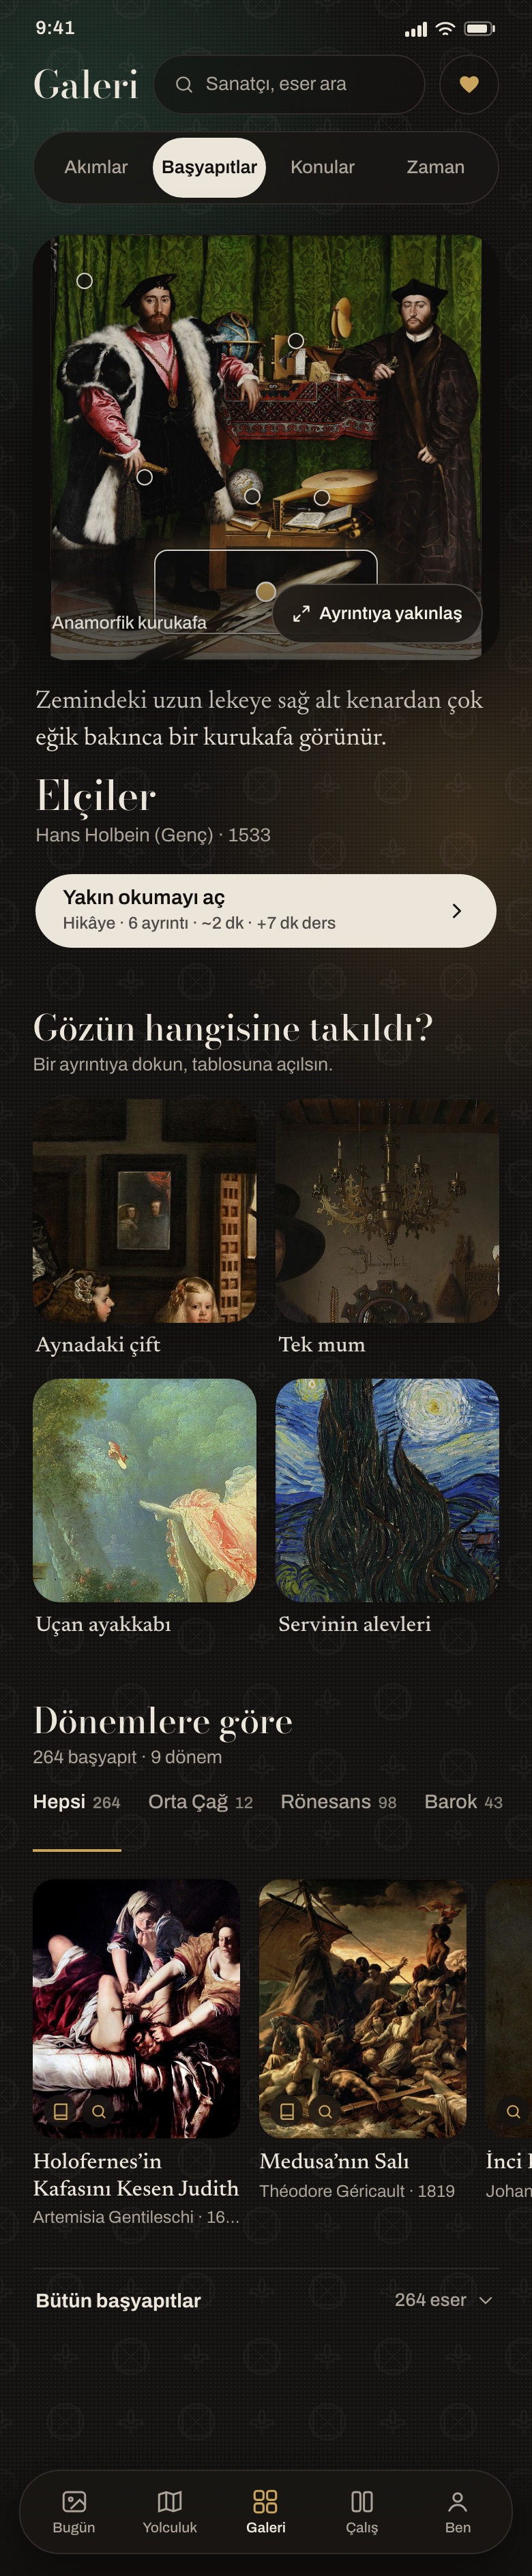 9:41
Galeri
Sanatçı, eser ara
Akımlar
Başyapıtlar
Konular
Zaman
Anamorfik kurukafa
Ayrıntıya yakınlaş
Zemindeki uzun lekeye sağ alt kenardan çok
eğik bakınca bir kurukafa görünür.
Elçiler
Hans Holbein (Genç) · 1533
Yakın okumayı aç
Hikâye · 6 ayrıntı · ~2 dk · +7 dk ders
Gözün hangisine takıldı?
Bir ayrıntıya dokun, tablosuna açılsın.
Aynadaki çift
Tek mum
Uçan ayakkabı
Servinin alevleri
Dönemlere göre
264 başyapıt · 9 dönem
Hepsi 264
Orta Çağ 12
Rönesans 98
Barok 43
Holofernes’in
Kafasını Kesen Judith
Artemisia Gentileschi · 16...
Medusa’nın Salı
Théodore Géricault · 1819
İnci
Johan
Bütün başyapıtlar
264 eser
Bugün
Yolculuk
Galeri
Çalış
Ben